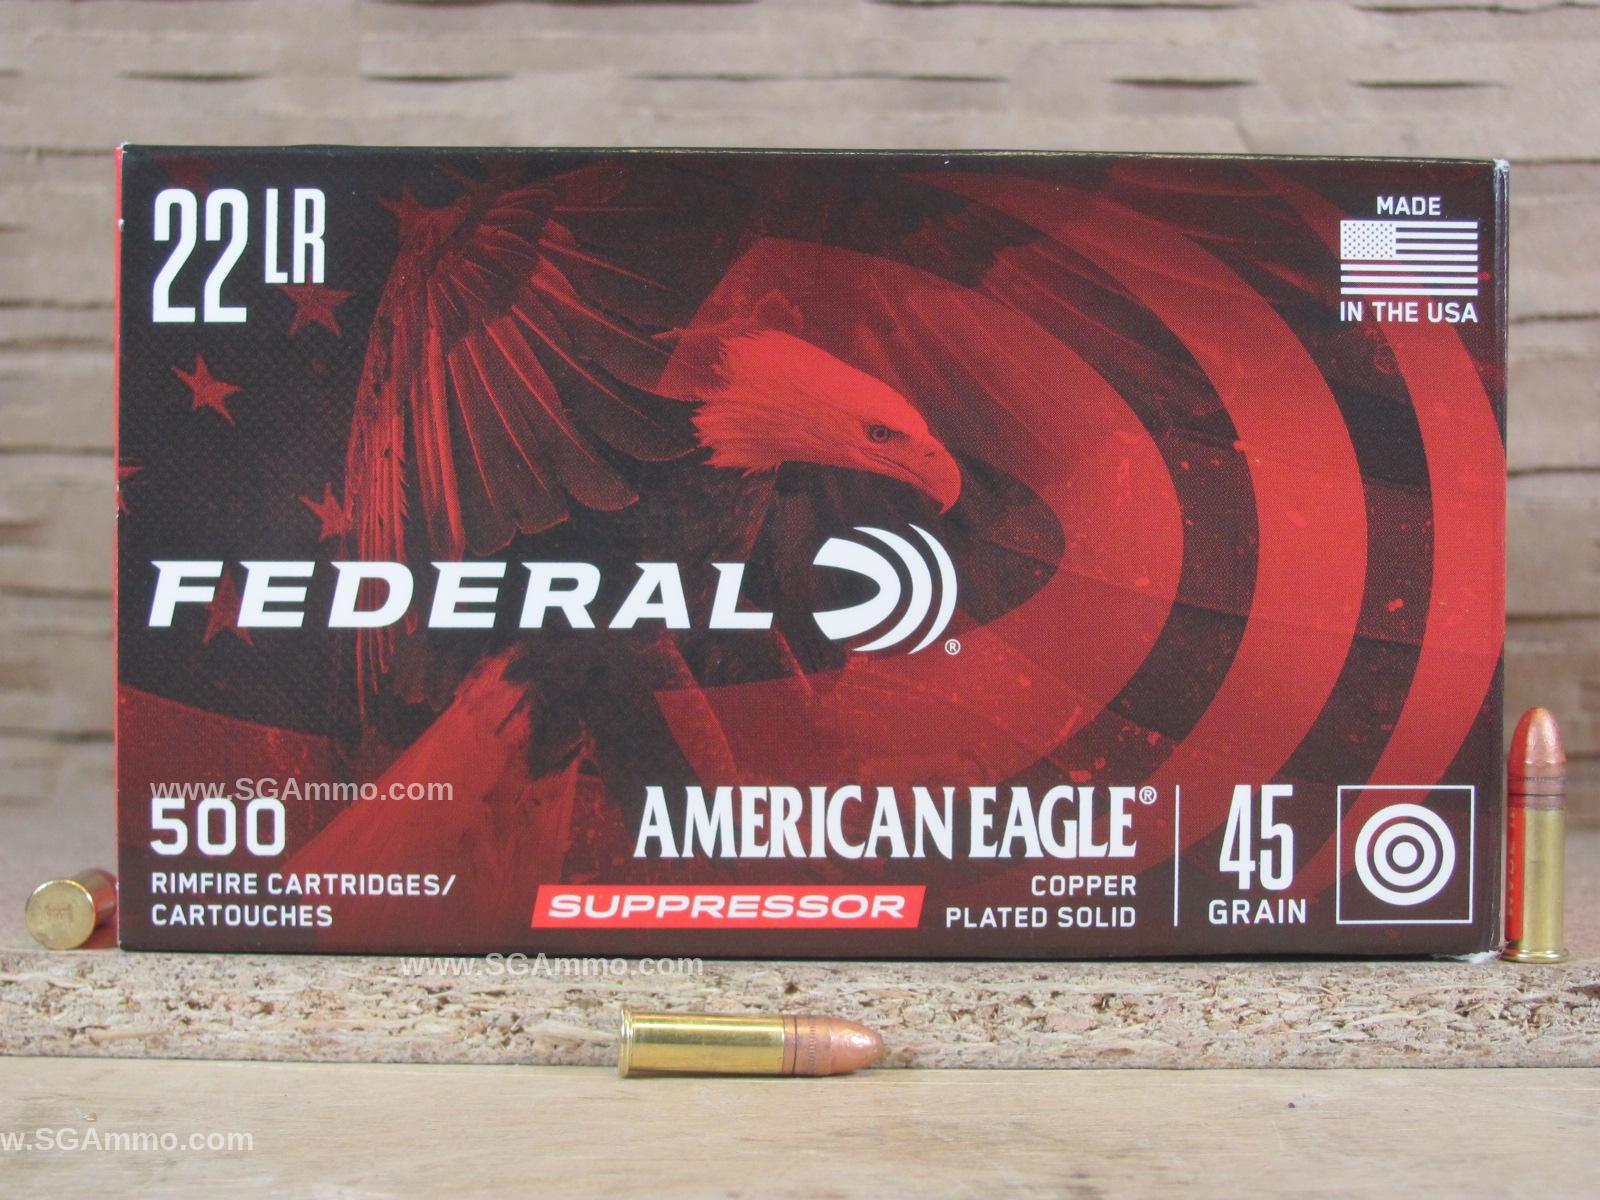 22 LR
MADE
IN THE USA
FEDERAL ®
www.SGAmmo.com
500
RIMFIRE CARTRIDGES/
CARTOUCHES
AMERICAN EAGLE®
SUPPRESSOR
COPPER
PLATED SOLID
45
GRAIN
www.SGAmmo.com
w.SGAmmo.com